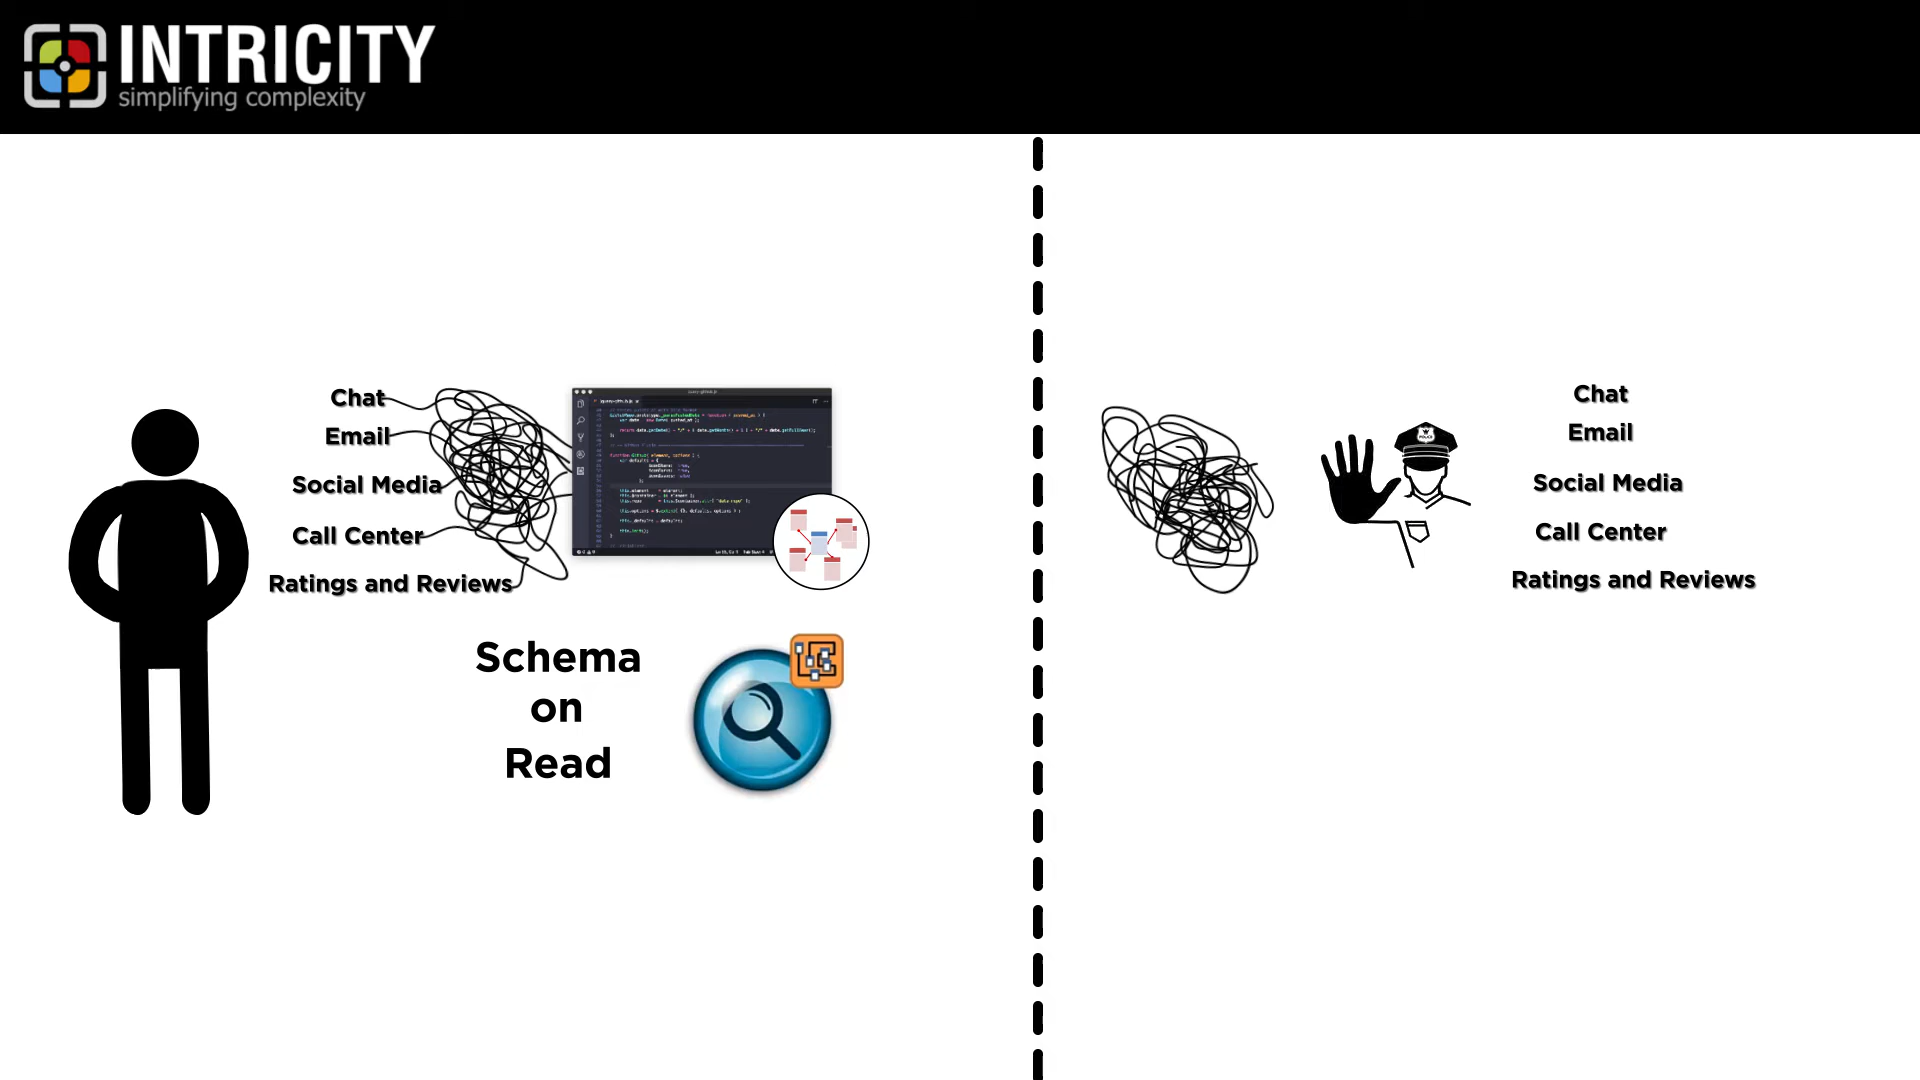 INTRICITY
simplifying complexity
Chat
Email
Social Media
Call Center
Ratings and Reviews
Schema
on
Read
POLICE
Chat
Email
Social Media
Call Center
Ratings and Reviews